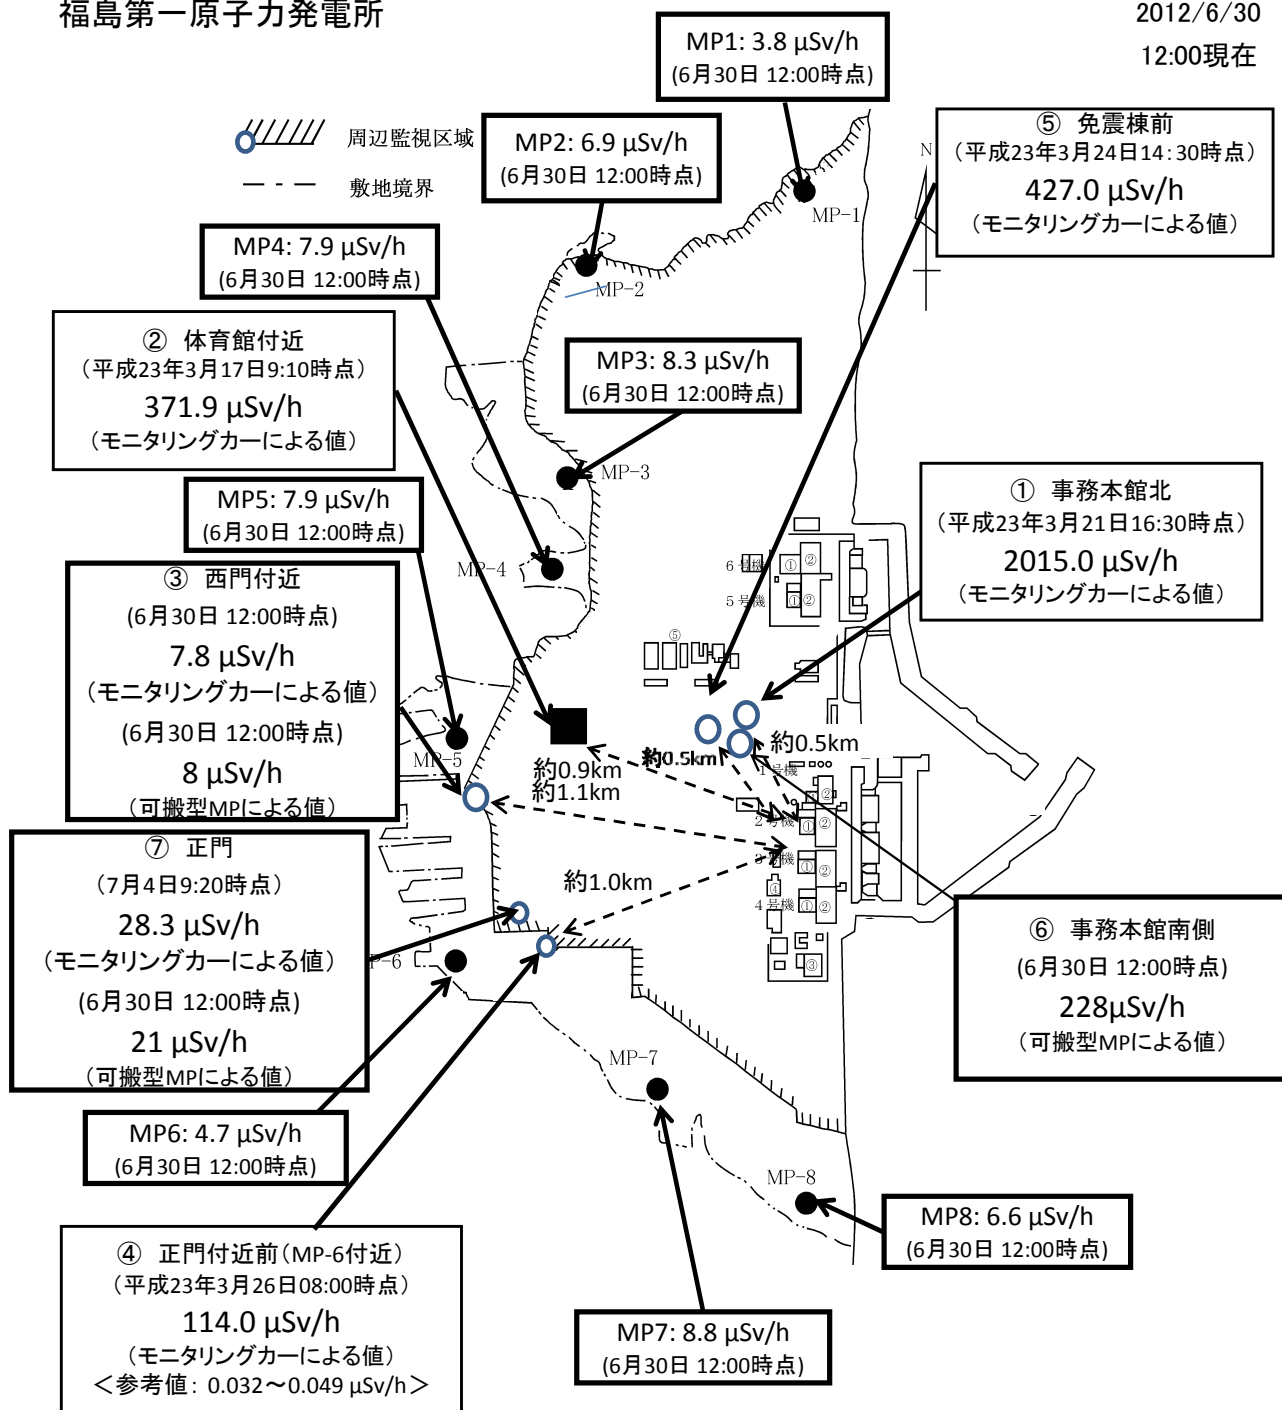 福島第一原子力発電所
2012/6/30
12:00現在
MP1: 3.8 μSv/h
(6月30日 12:00時点)
周辺監視区域
敷地境界
MP2: 6.9 μSv/h
(6月30日 12:00時点)
⑤ 免震棟前
(平成23年3月24日14:30時点)
427.0 μSv/h
(モニタリングカーによる値)
N
MP-1
MP4: 7.9 μSv/h
(6月30日 12:00時点)
MP-2
② 体育館付近
(平成23年3月17日9:10時点)
371.9 μSv/h
(モニタリングカーによる値)
MP3: 8.3 μSv/h
(6月30日 12:00時点)
MP-3
MP5: 7.9 μSv/h
(6月30日 12:00時点)
① 事務本館北
(平成23年3月21日16:30時点)
2015.0 μSv/h
(モニタリングカーによる値)
MP-4
6号機
① ②
5号機
① ②
③ 西門付近
(6月30日 12:00時点)
7.8 μSv/h
(モニタリングカーによる値)
(6月30日 12:00時点)
8 μSv/h
(可搬型MPによる値)
⑤
MP-5
約0.9km
約1.1km
約0.5km
約0.5km
1号機
②
2号機
① ②
3号機
① ②
④
4号機
① ②
③
約1.0km
⑦ 正門
(7月4日9:20時点)
28.3 μSv/h
(モニタリングカーによる値)
(6月30日 12:00時点)
21 μSv/h
(可搬型MPによる値)
P-6
⑥ 事務本館南側
(6月30日 12:00時点)
228μSv/h
(可搬型MPによる値)
MP-7
MP6: 4.7 μSv/h
(6月30日 12:00時点)
MP-8
MP8: 6.6 μSv/h
(6月30日 12:00時点)
④ 正門付近前(MP-6付近)
(平成23年3月26日08:00時点)
114.0 μSv/h
(モニタリングカーによる値)
<参考値: 0.032～0.049 μSv/h>
MP7: 8.8 μSv/h
(6月30日 12:00時点)